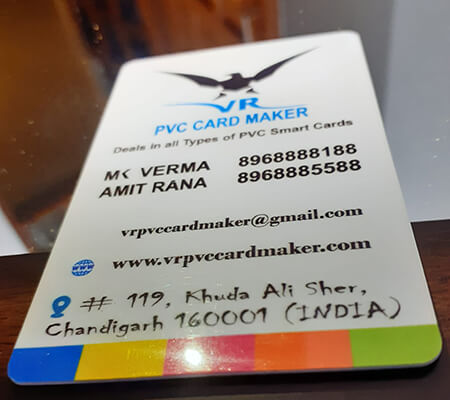 VR
PVC CARD MAKER
Deals in all Types of PVC Smart Cards
MK VERMA 8968888188
AMIT RANA 8968885588
vrpvccardmaker@gmail.com
www www.vrpvccardmaker.com
# 119, Khuda Ali Sher,
Chandigarh 160001 (INDIA)